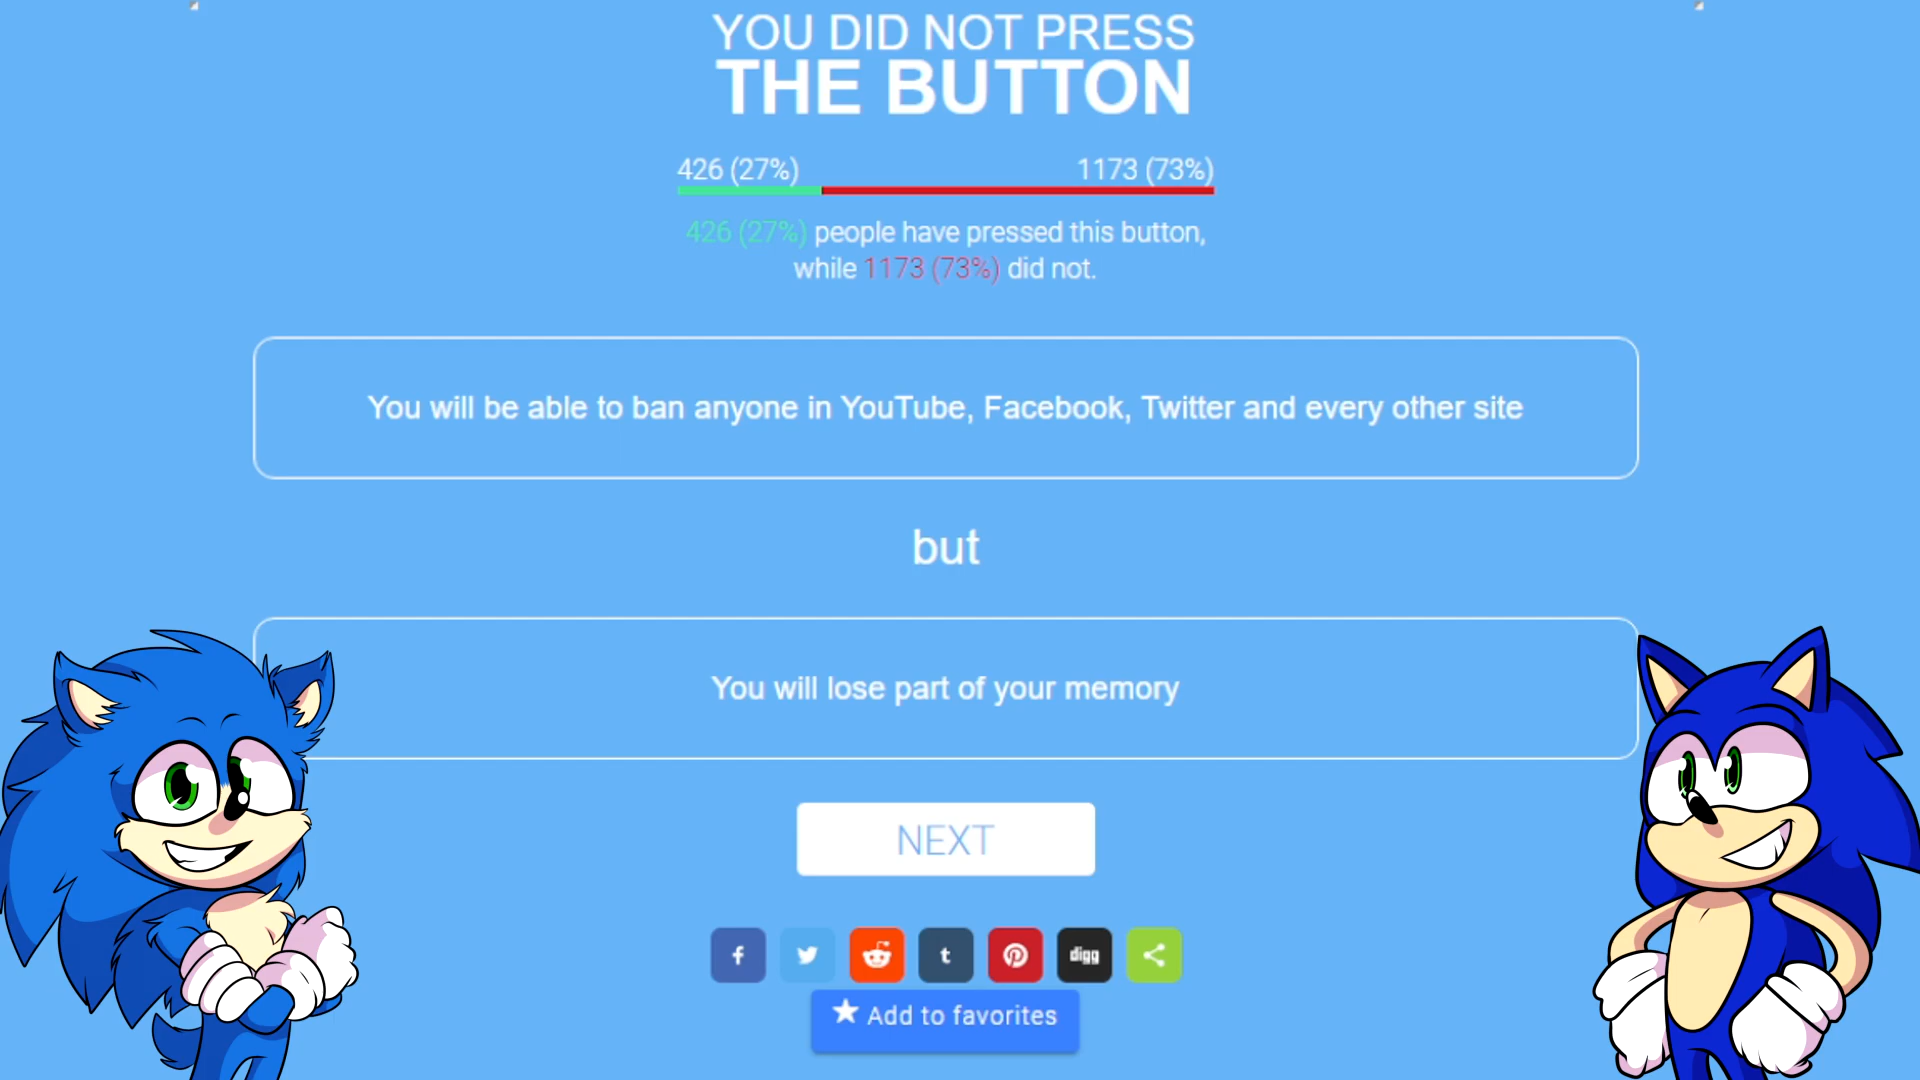 YOU DID NOT PRESS
THE BUTTON
426 (27%) 1173 (73%)
426 (27%) people have pressed this button,
while 1173 (73%) did not.
You will be able to ban anyone in YouTube, Facebook, Twitter and every other site
but
You will lose part of your memory
NEXT
f t digg
Add to favorites